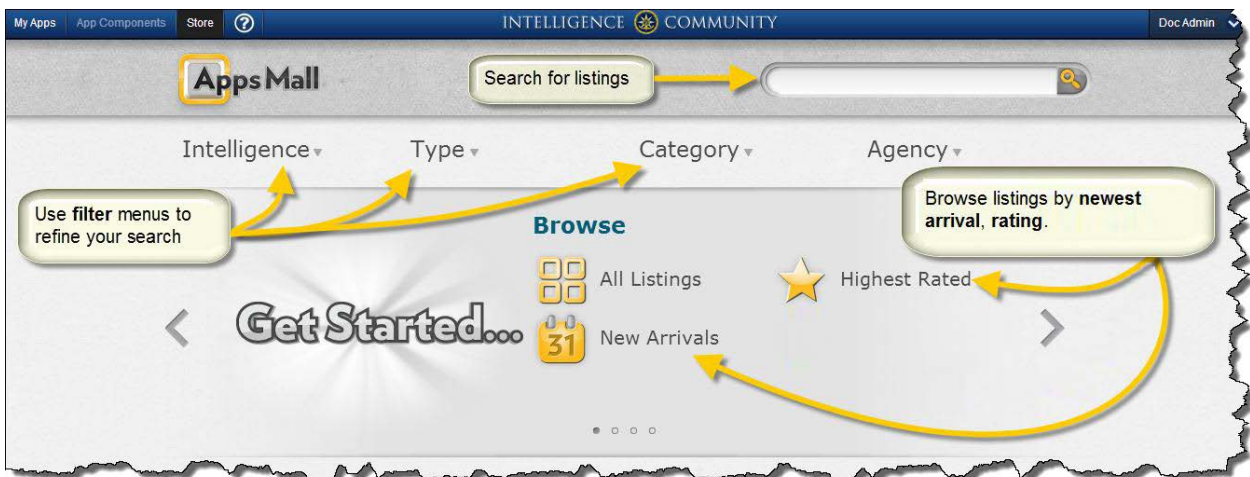 My Apps App Components Store ? INTELLIGENCE COMMUNITY Doc Admin
Apps Mall
Search for listings
Intelligence Type Category Agency
Use filter menus to
refine your search
Browse listings by newest
arrival, rating.
Browse
All Listings
Highest Rated
Get Started...
31
New Arrivals